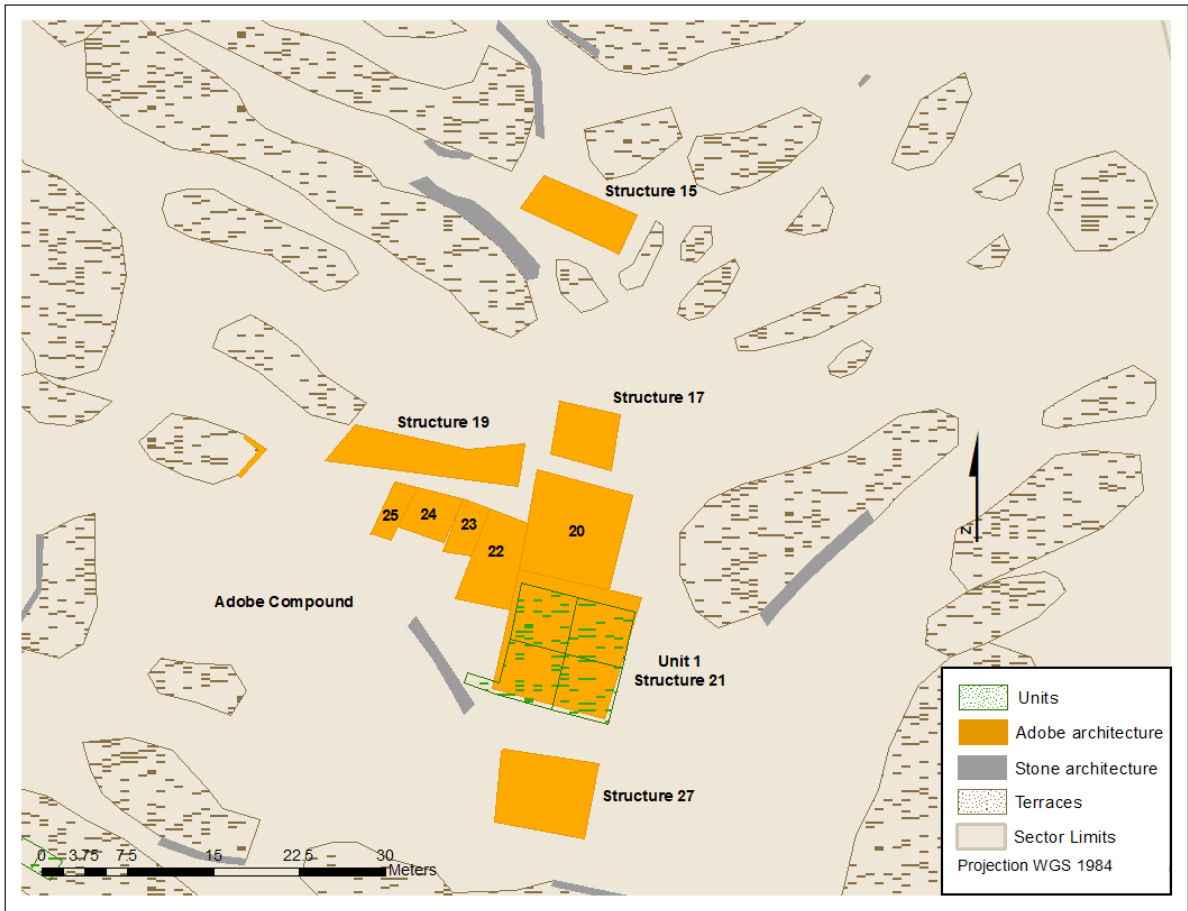 Structure 15
Structure 17
Structure 19
25
24
23
22
20
Adobe Compound
Unit 1
Structure 21
Structure 27
N
0 3.75 7.5 15 22.5 30
Meters
Units
Adobe architecture
Stone architecture
Terraces
Sector Limits
Projection WGS 1984